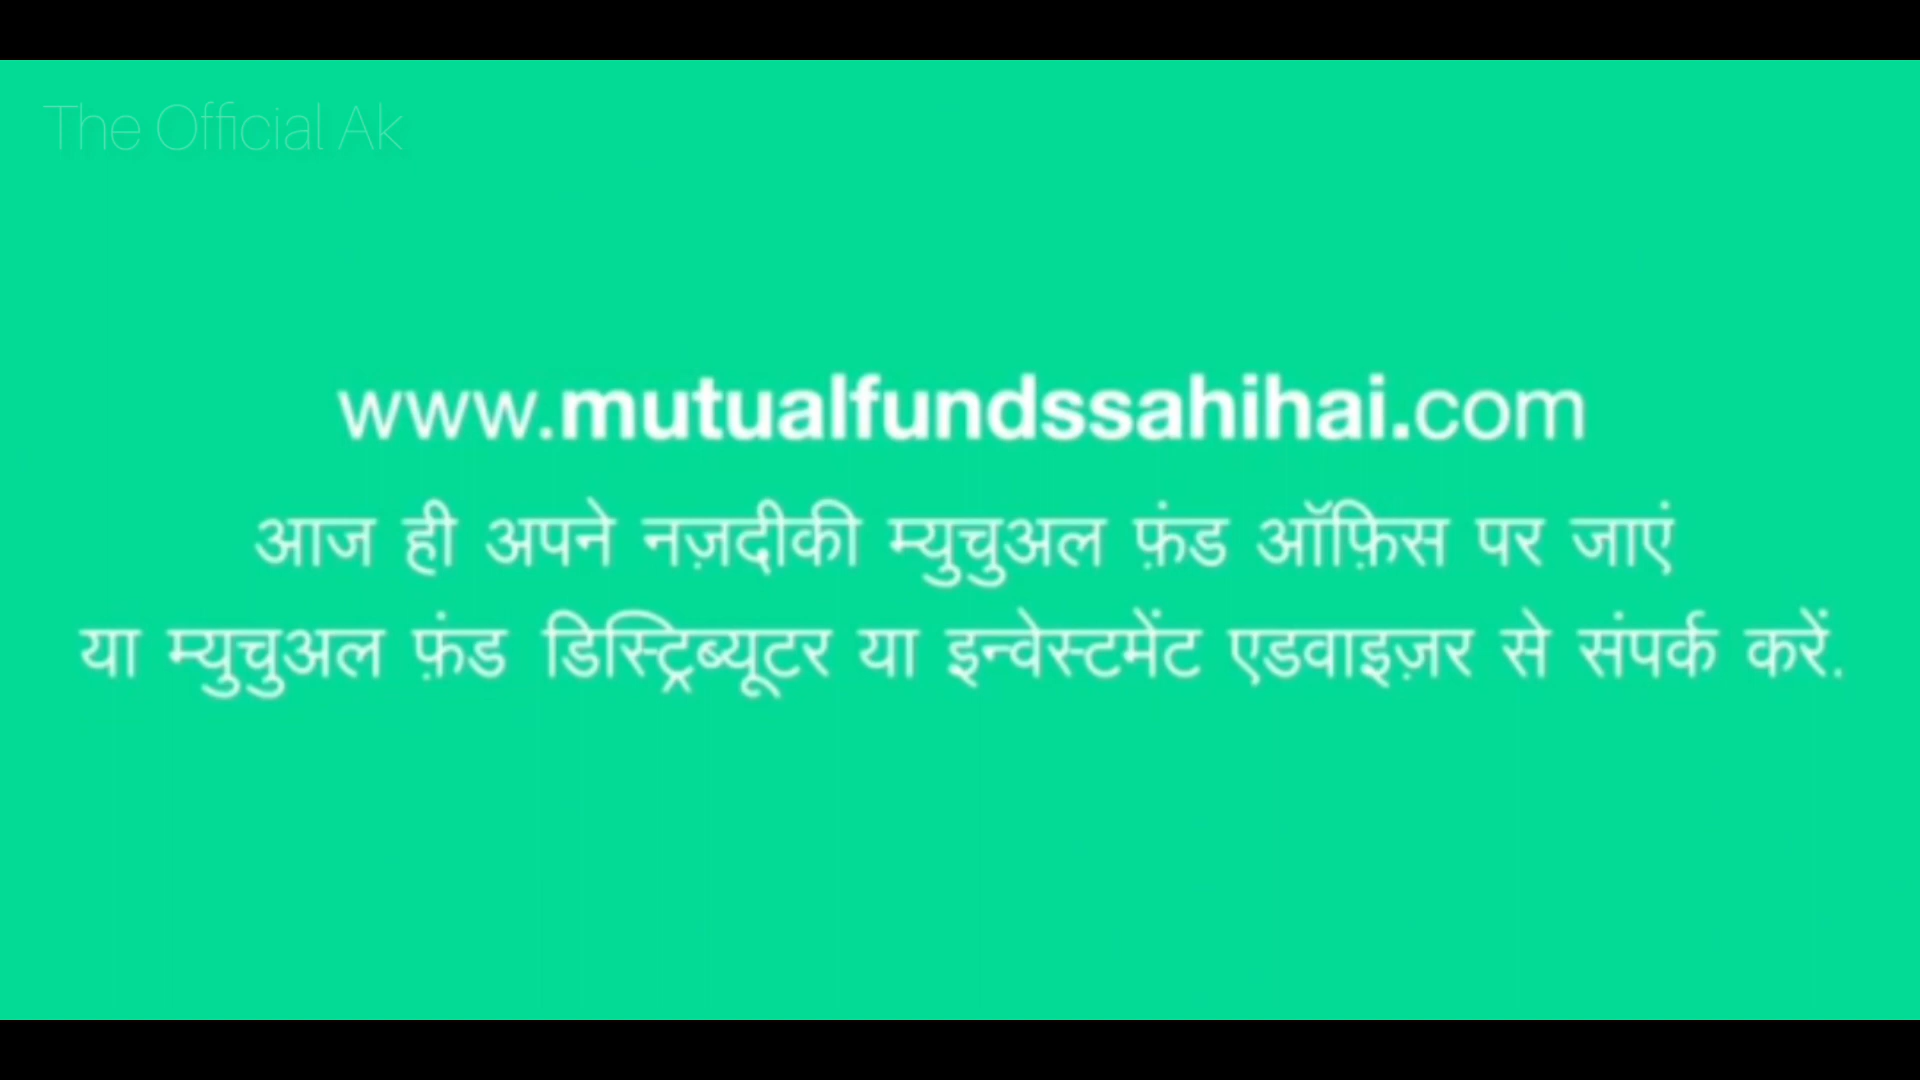 The Official Ak
www.mutualfundssahihai.com
आज ही अपने नज़दीकी म्युचुअल फ़ंड ऑफ़िस पर जाएं
या म्युचुअल फ़ंड डिस्ट्रिब्यूटर या इन्वेस्टमेंट एडवाइज़र से संपर्क करें.